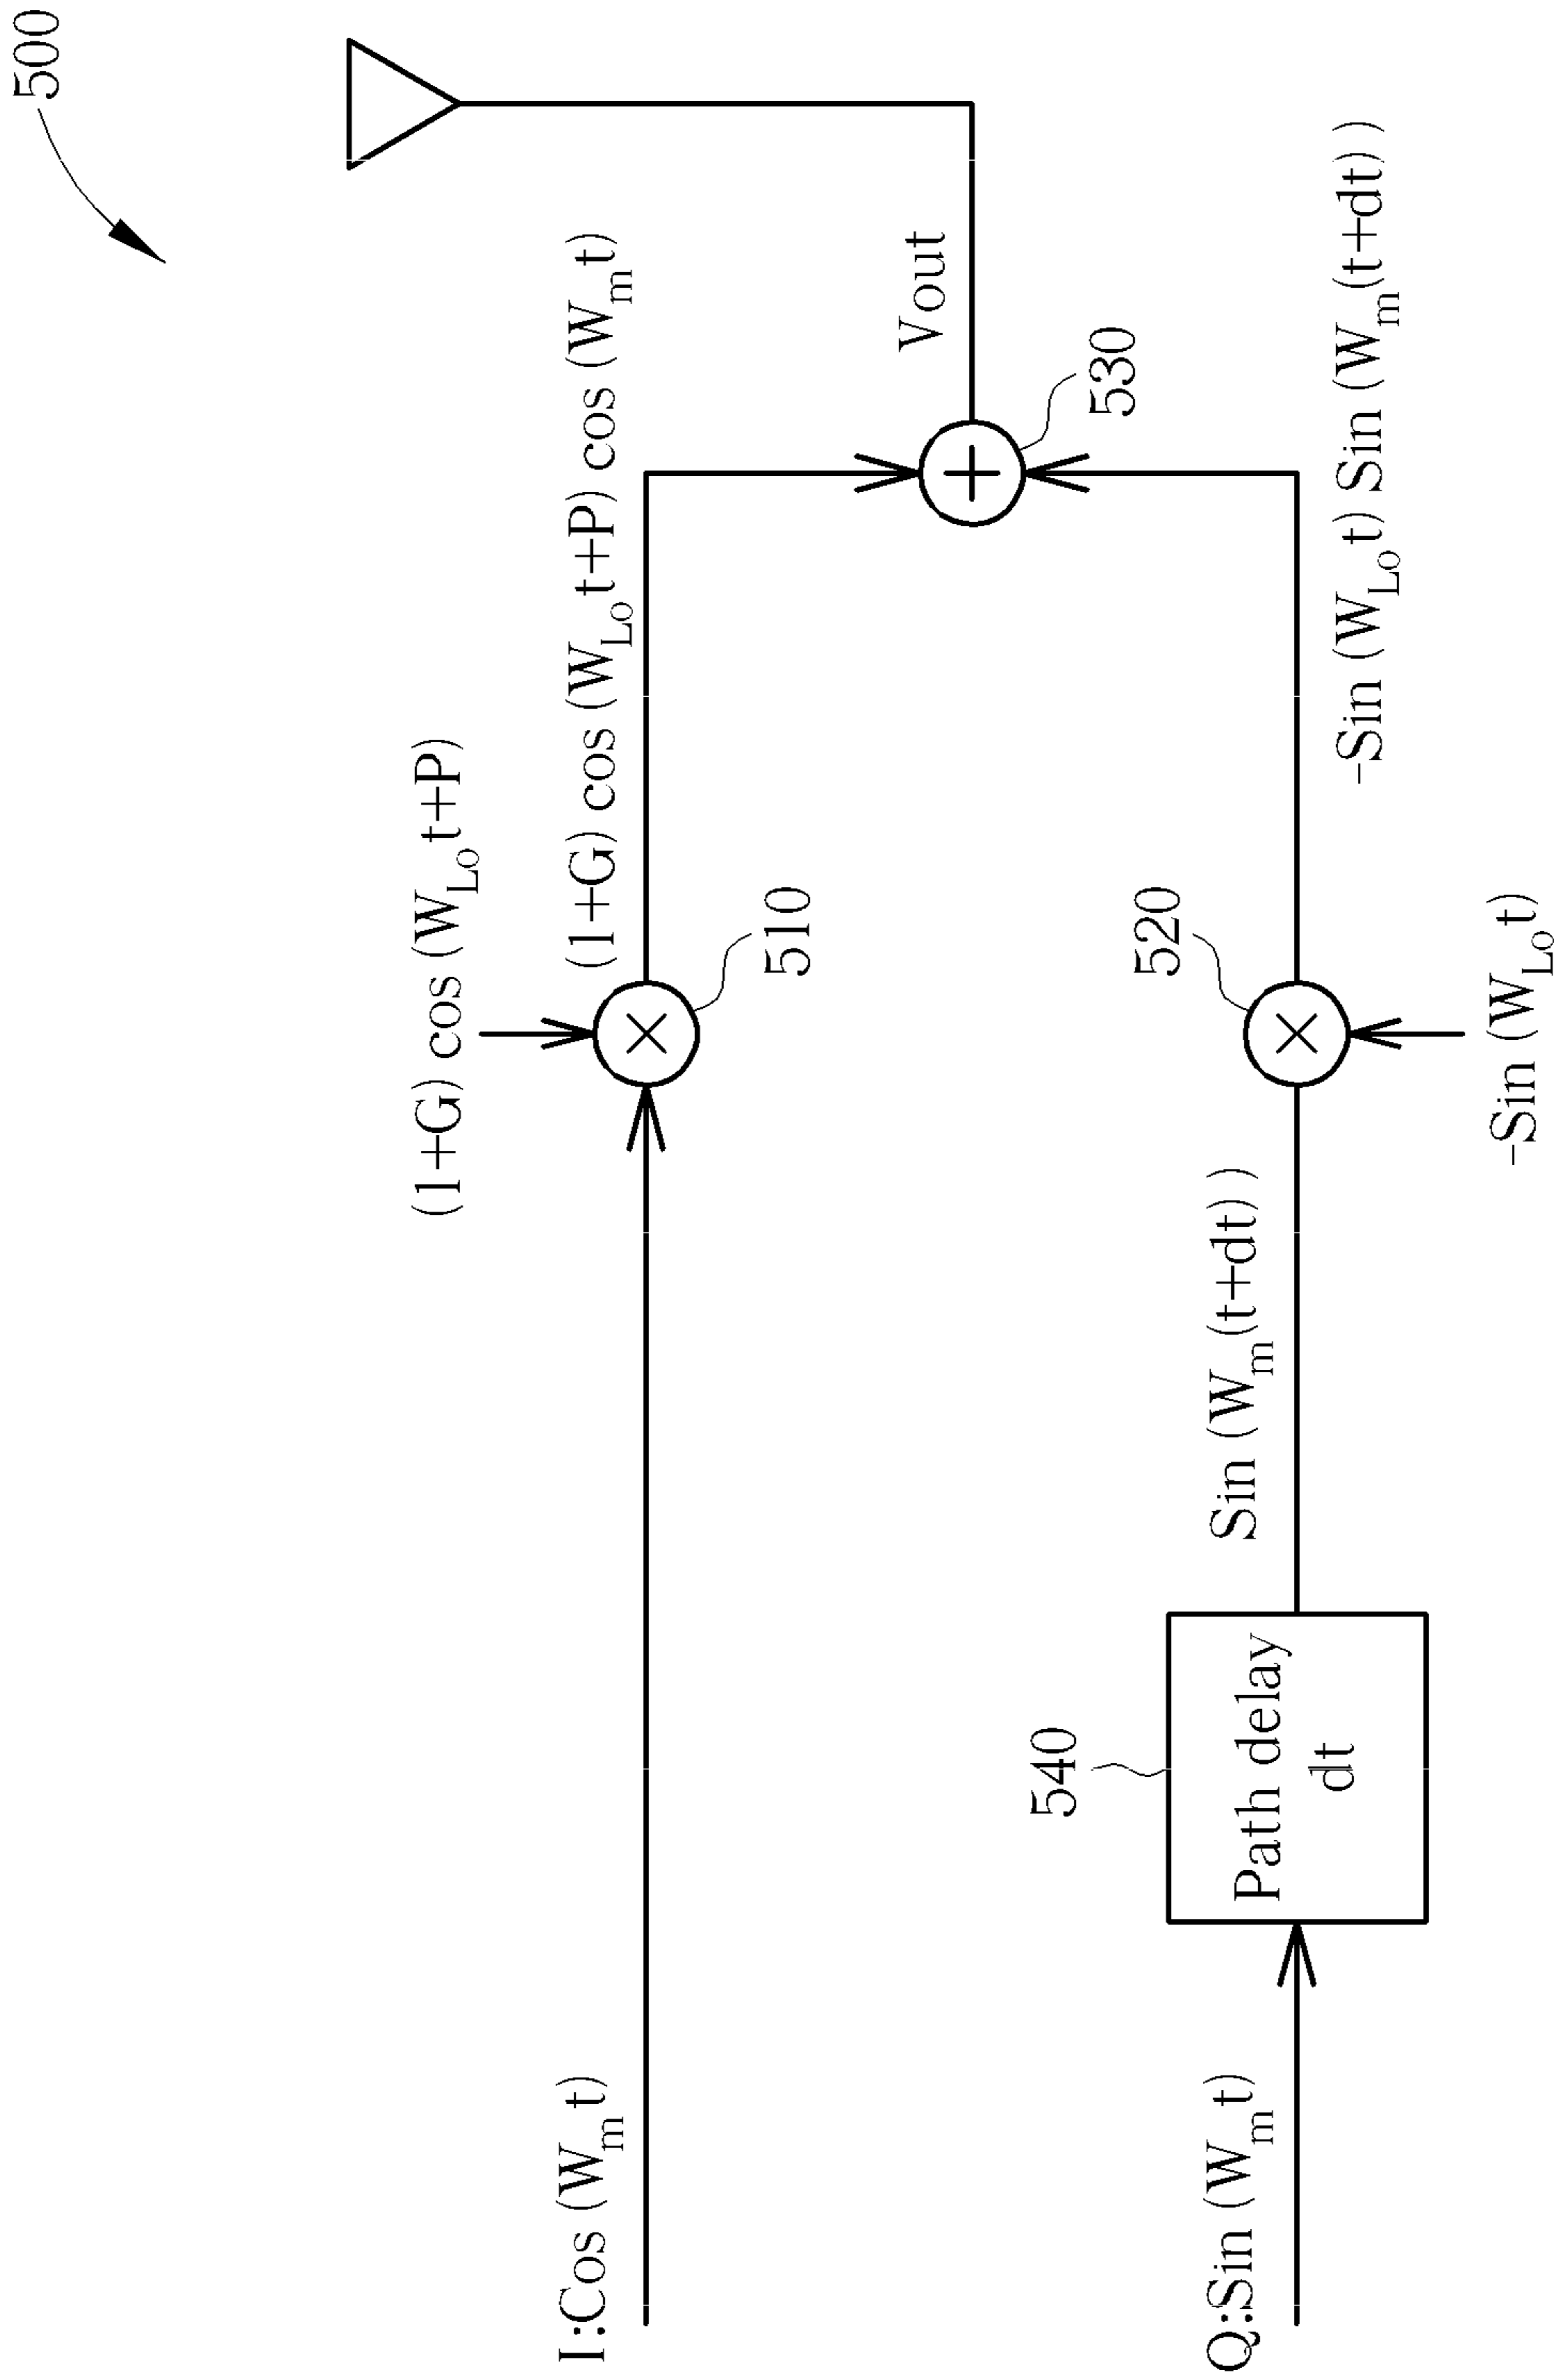 500
(1+G) cos (W_Lo t+P)
I:Cos (W_m t)
(1+G) cos (W_Lo t+P) cos (W_m t)
510
Vout
530
540
520
Q:Sin (W_m t)
Path delay
dt
Sin (W_m (t+dt) )
-Sin (W_Lo t) Sin (W_m (t+dt) )
-Sin (W_Lo t)